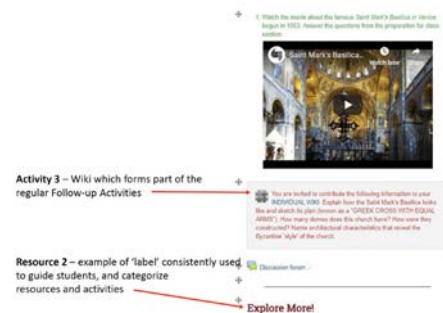 1. Watch the movie about the famous Saint Mark's Basilica in Venice,
begun in 1063. Answer the questions from the preparation for class
section.
Saint Mark's Basilica...
Watch later
Share
Activity 3 – Wiki which forms part of the
regular Follow-up Activities
You are invited to contribute the following information to your
INDIVIDUAL WIKI. Explain how the Saint Mark's Basilica looks
like and sketch its plan (known as a "GREEK CROSS WITH EQUAL
ARMS"). How many domes does this church have? How were they
constructed? Name architectural characteristics that reveal the
Byzantine 'style' of the church.
Resource 2 – example of 'label' consistently used
to guide students, and categorize
resources and activities
Discussion forum
Explore More!